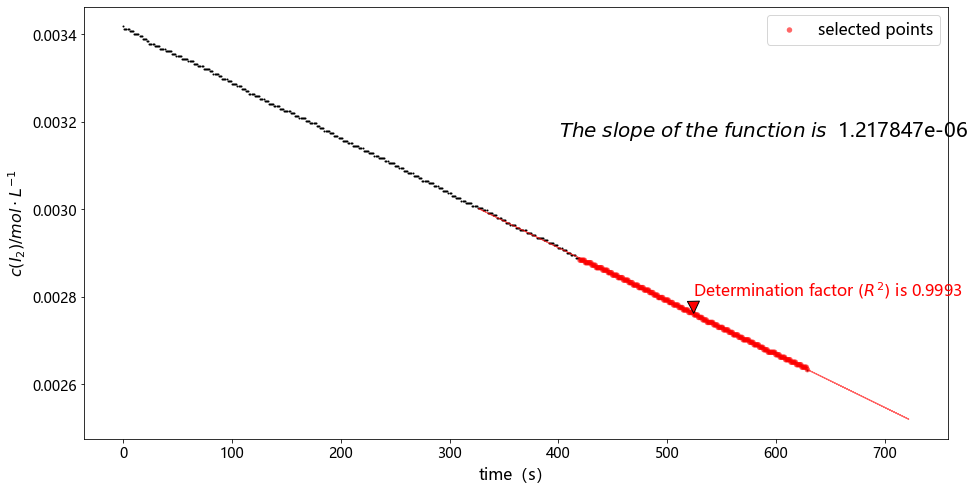 selected points
The slope of the function is 1.217847e-06
Determination factor (R²) is 0.9993
c(I₂)/mol · L⁻¹
0.0034
0.0032
0.0030
0.0028
0.0026
0 100 200 300 400 500 600 700
time（s）